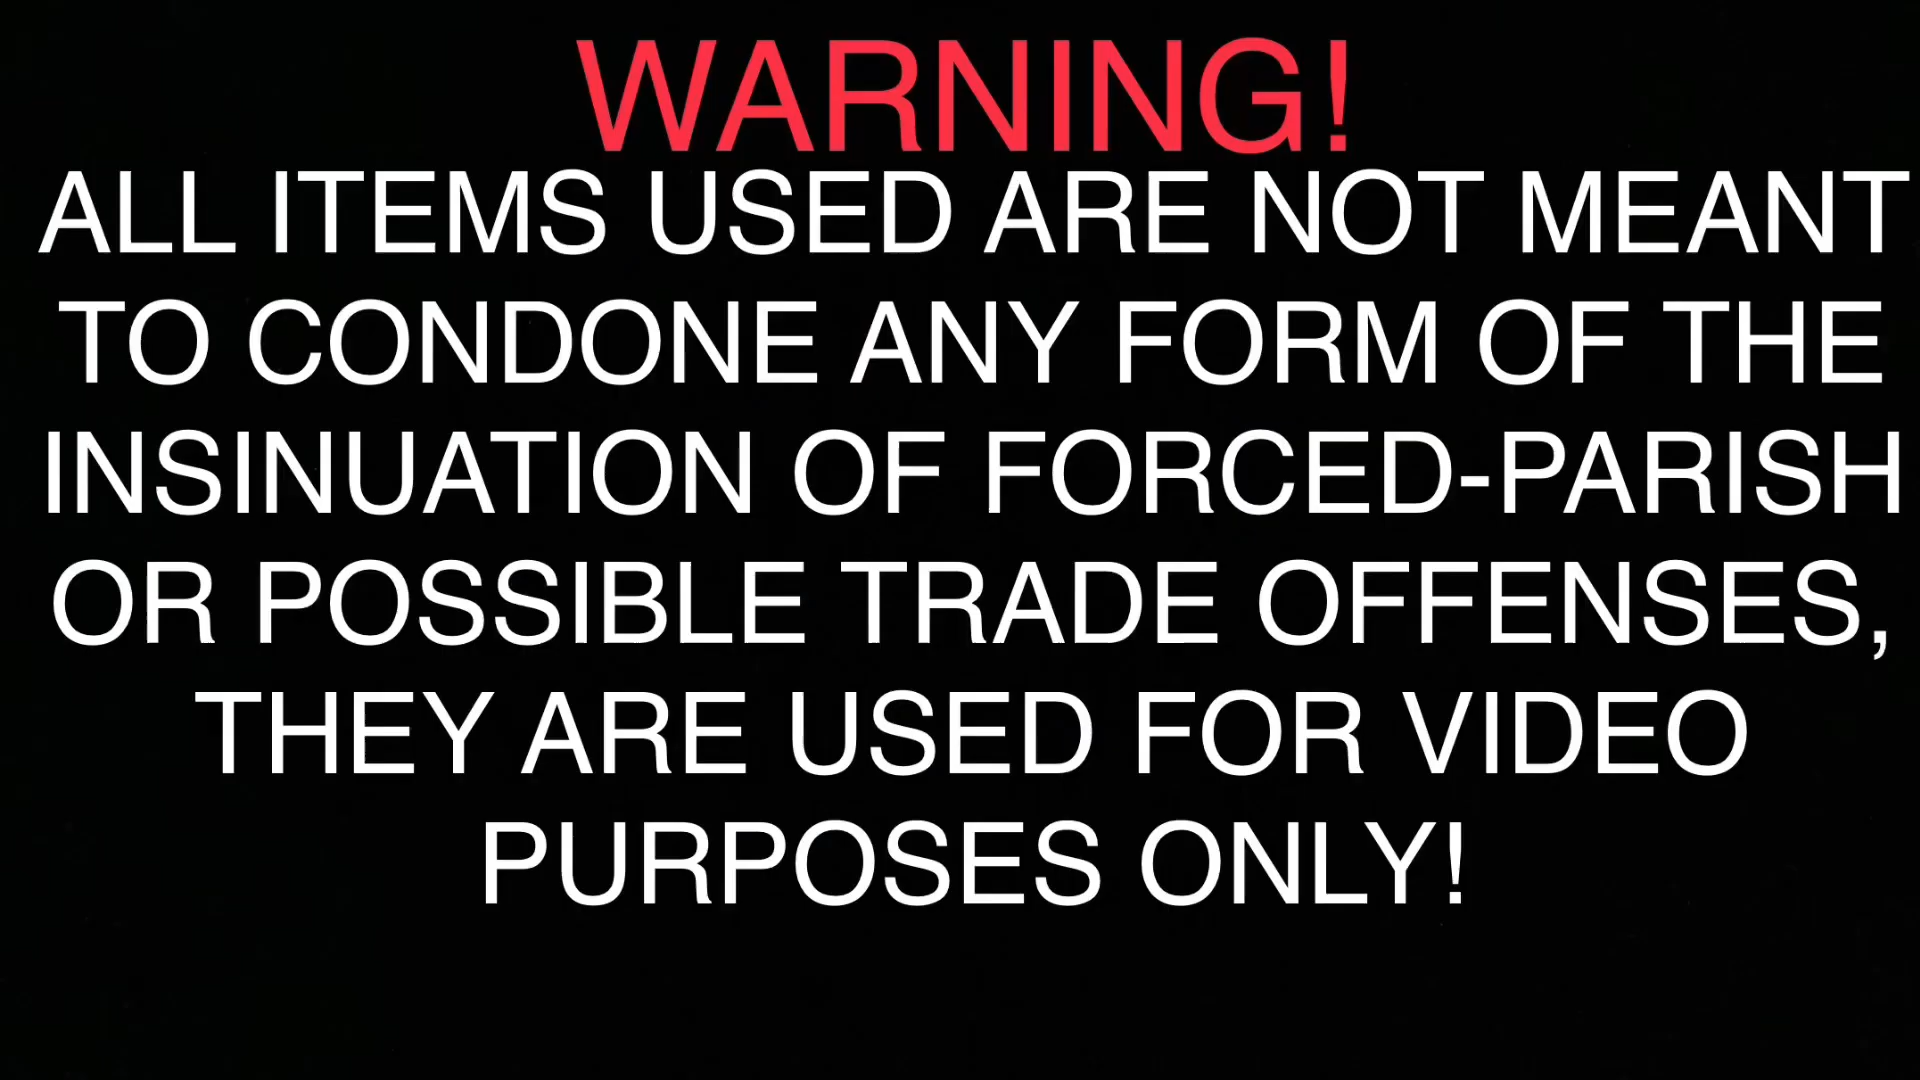 WARNING!
ALL ITEMS USED ARE NOT MEANT
TO CONDONE ANY FORM OF THE
INSINUATION OF FORCED-PARISH
OR POSSIBLE TRADE OFFENSES,
THEY ARE USED FOR VIDEO
PURPOSES ONLY!